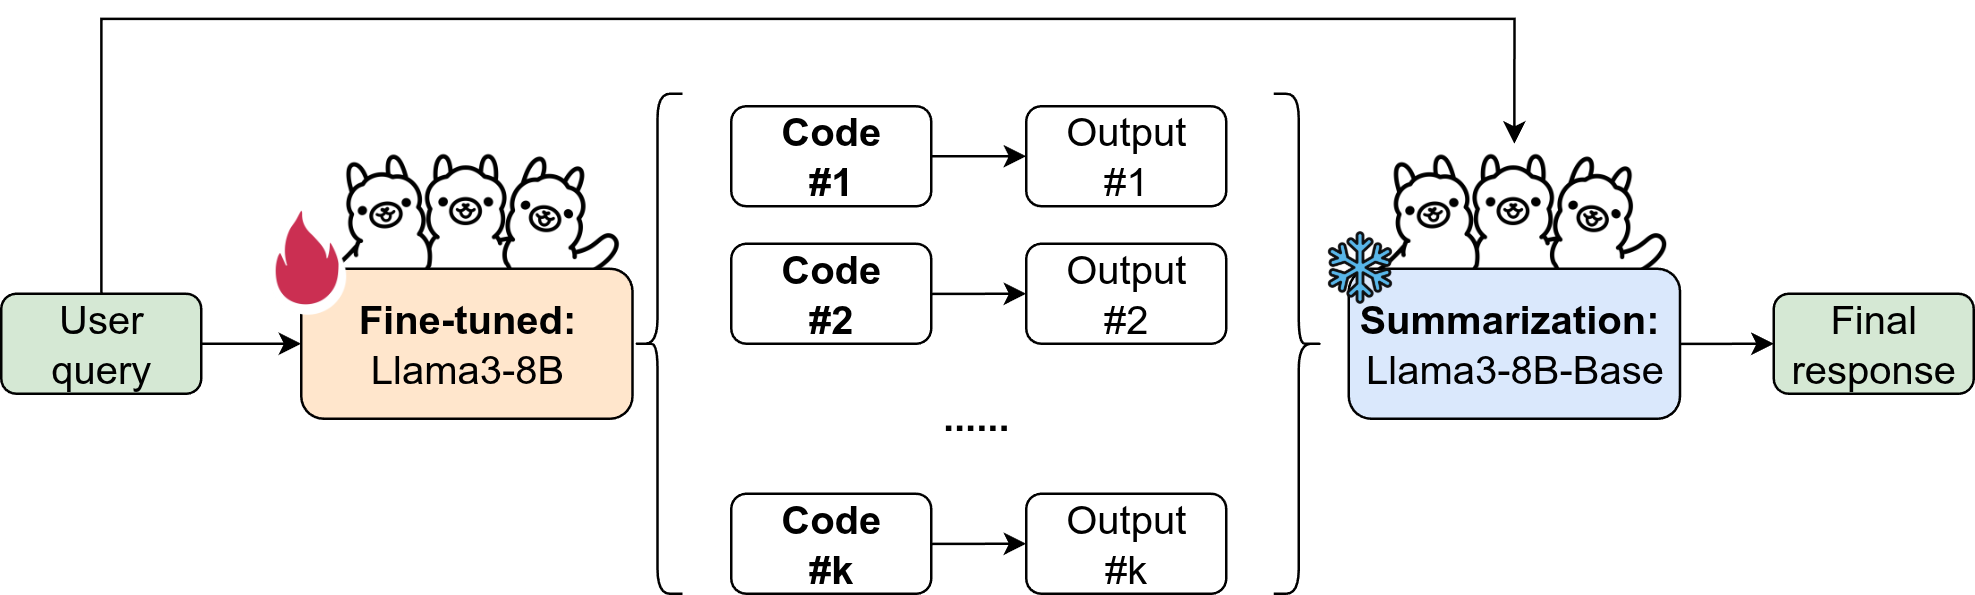 User
query
Fine-tuned:
Llama3-8B
Code
#1
Output
#1
Code
#2
Output
#2
......
Code
#k
Output
#k
Summarization:
Llama3-8B-Base
Final
response